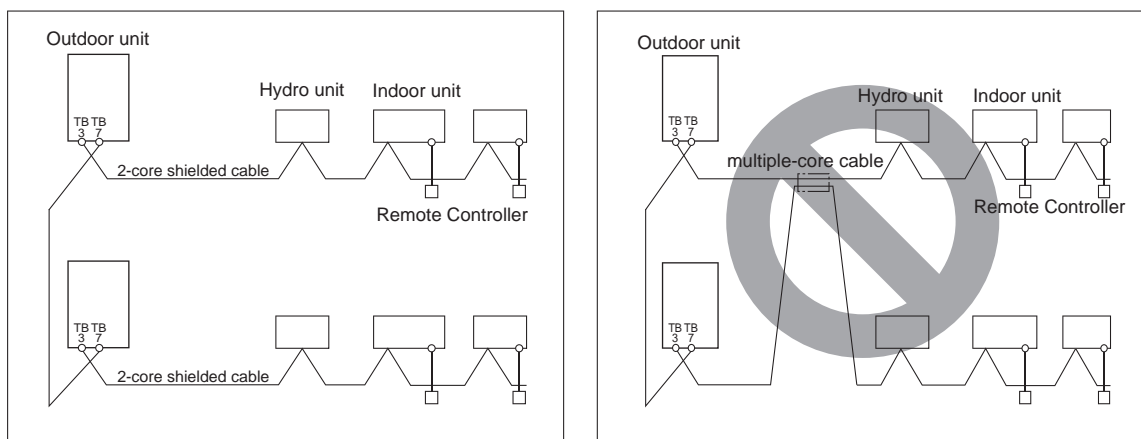 Outdoor unit
Hydro unit
Indoor unit
TB TB
3 7
2-core shielded cable
Remote Controller
TB TB
3 7
2-core shielded cable
Outdoor unit
Hydro unit
Indoor unit
TB TB
3 7
multiple-core cable
Remote Controller
TB TB
3 7